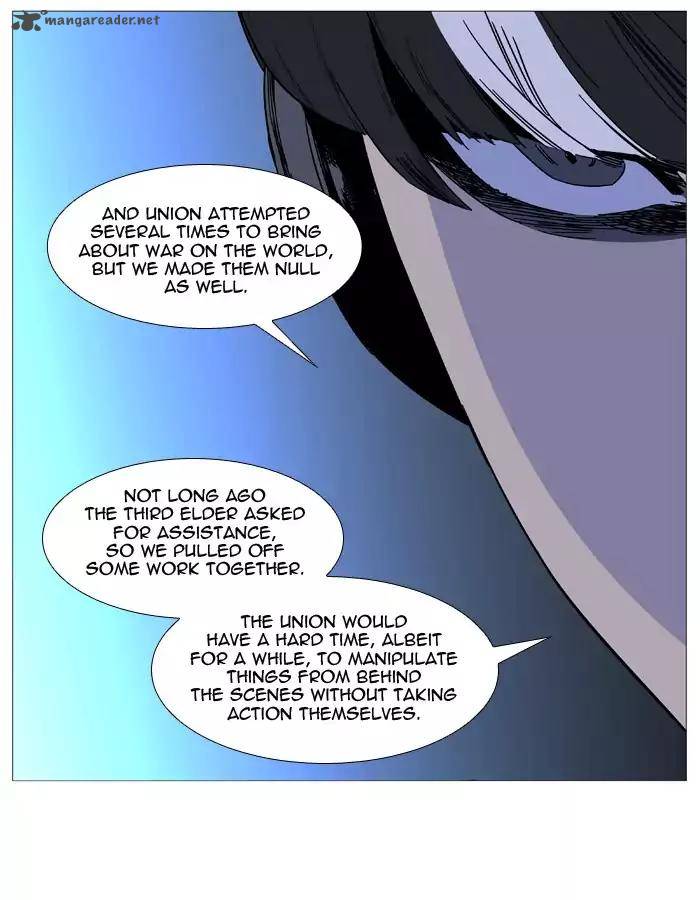 mangareader.net
AND UNION ATTEMPTED
SEVERAL TIMES TO BRING
ABOUT WAR ON THE WORLD,
BUT WE MADE THEM NULL
AS WELL.
NOT LONG AGO
THE THIRD ELDER ASKED
FOR ASSISTANCE,
SO WE PULLED OFF
SOME WORK TOGETHER.
THE UNION WOULD
HAVE A HARD TIME, ALBEIT
FOR A WHILE, TO MANIPULATE
THINGS FROM BEHIND
THE SCENES WITHOUT TAKING
ACTION THEMSELVES.